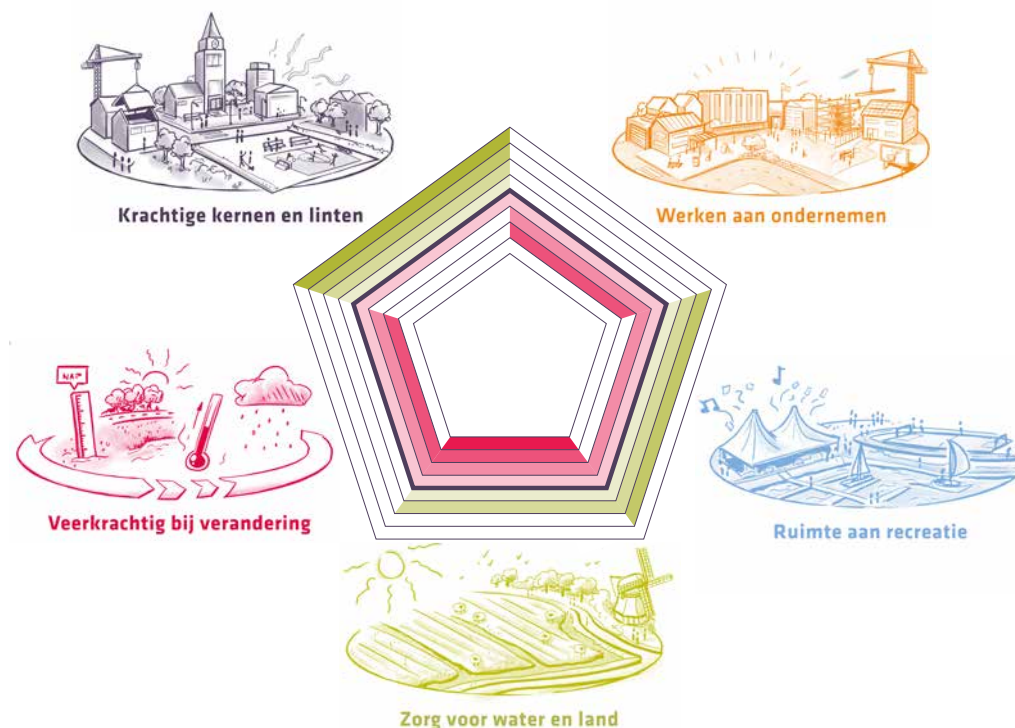 Krachtige kernen en linten
Werken aan ondernemen
NAP
Veerkrachtig bij verandering
Ruimte aan recreatie
Zorg voor water en land